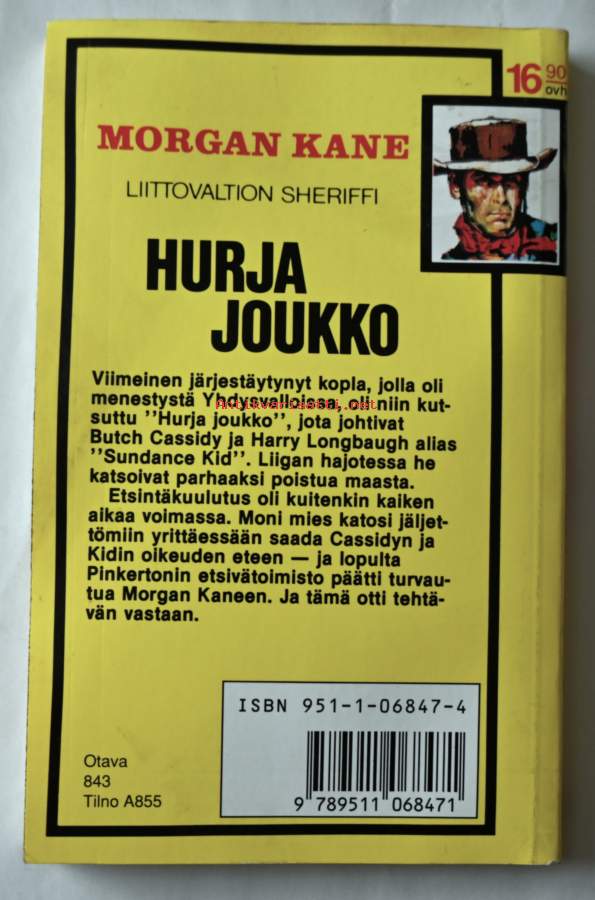 16 90
ovh
MORGAN KANE
LIITTOVALTION SHERIFFI
HURJA
JOUKKO
Viimeinen järjestäytynyt kopla, jolla oli
menestystä Yhdysvalloissa, oli niin kut-
suttu ''Hurja joukko'', jota johtivat
Butch Cassidy ja Harry Longbaugh alias
''Sundance Kid''. Liigan hajotessa he
katsoivat parhaaksi poistua maasta.
Etsintäkuulutus oli kuitenkin kaiken
aikaa voimassa. Moni mies katosi jäljet-
tömiin yrittäessään saada Cassidyn ja
Kidin oikeuden eteen — ja lopulta
Pinkertonin etsivätoimisto päätti turvau-
tua Morgan Kaneen. Ja tämä otti tehtä-
vän vastaan.
Antikvariaatti.net
ISBN 951-1-06847-4
9 789511 068471
Otava
843
Tilno A855